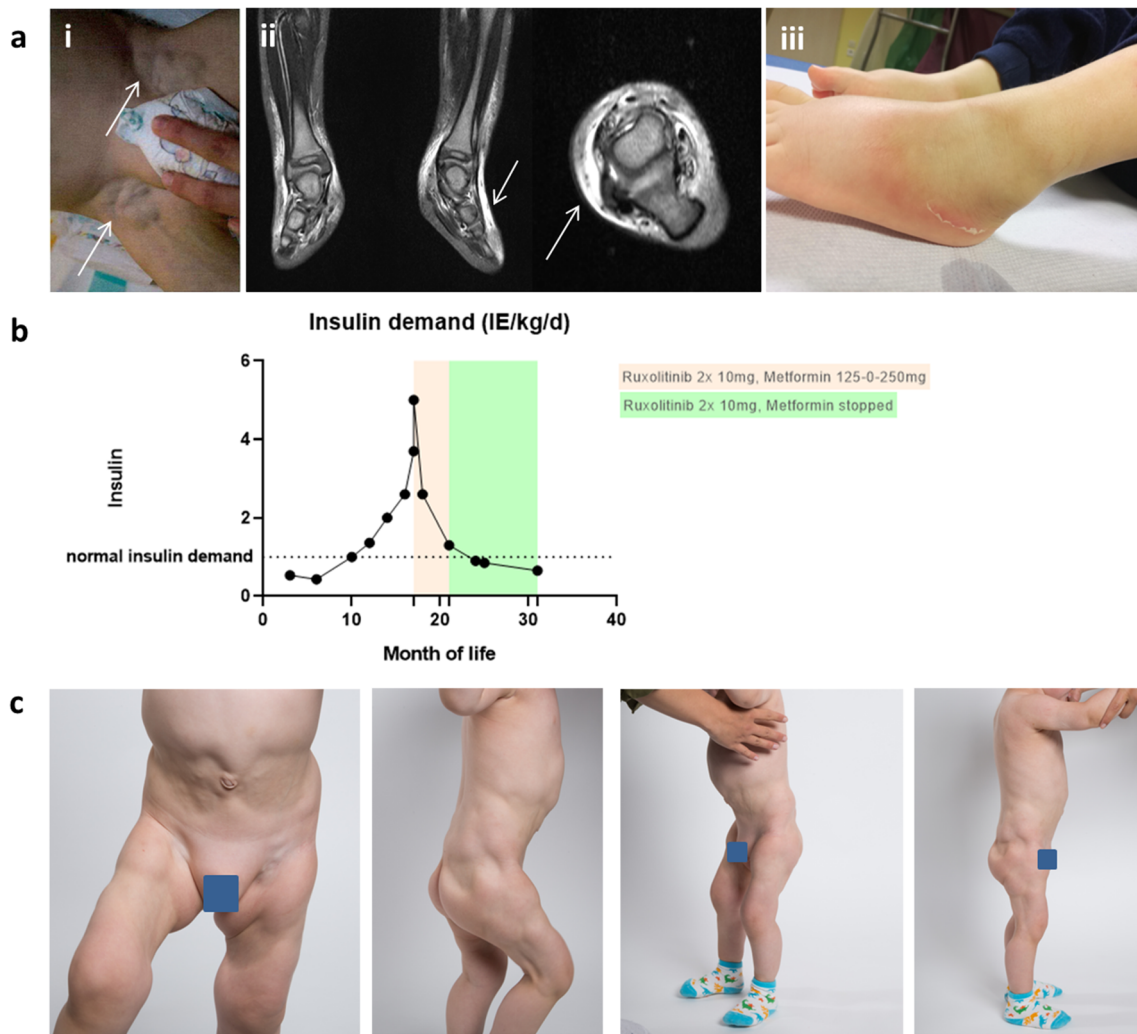 a
i
ii
iii
b
Insulin demand (IE/kg/d)
6
4
2
0
Insulin
normal insulin demand
0
10
20
30
40
Month of life
Ruxolitinib 2x 10mg, Metformin 125-0-250mg
Ruxolitinib 2x 10mg, Metformin stopped
c